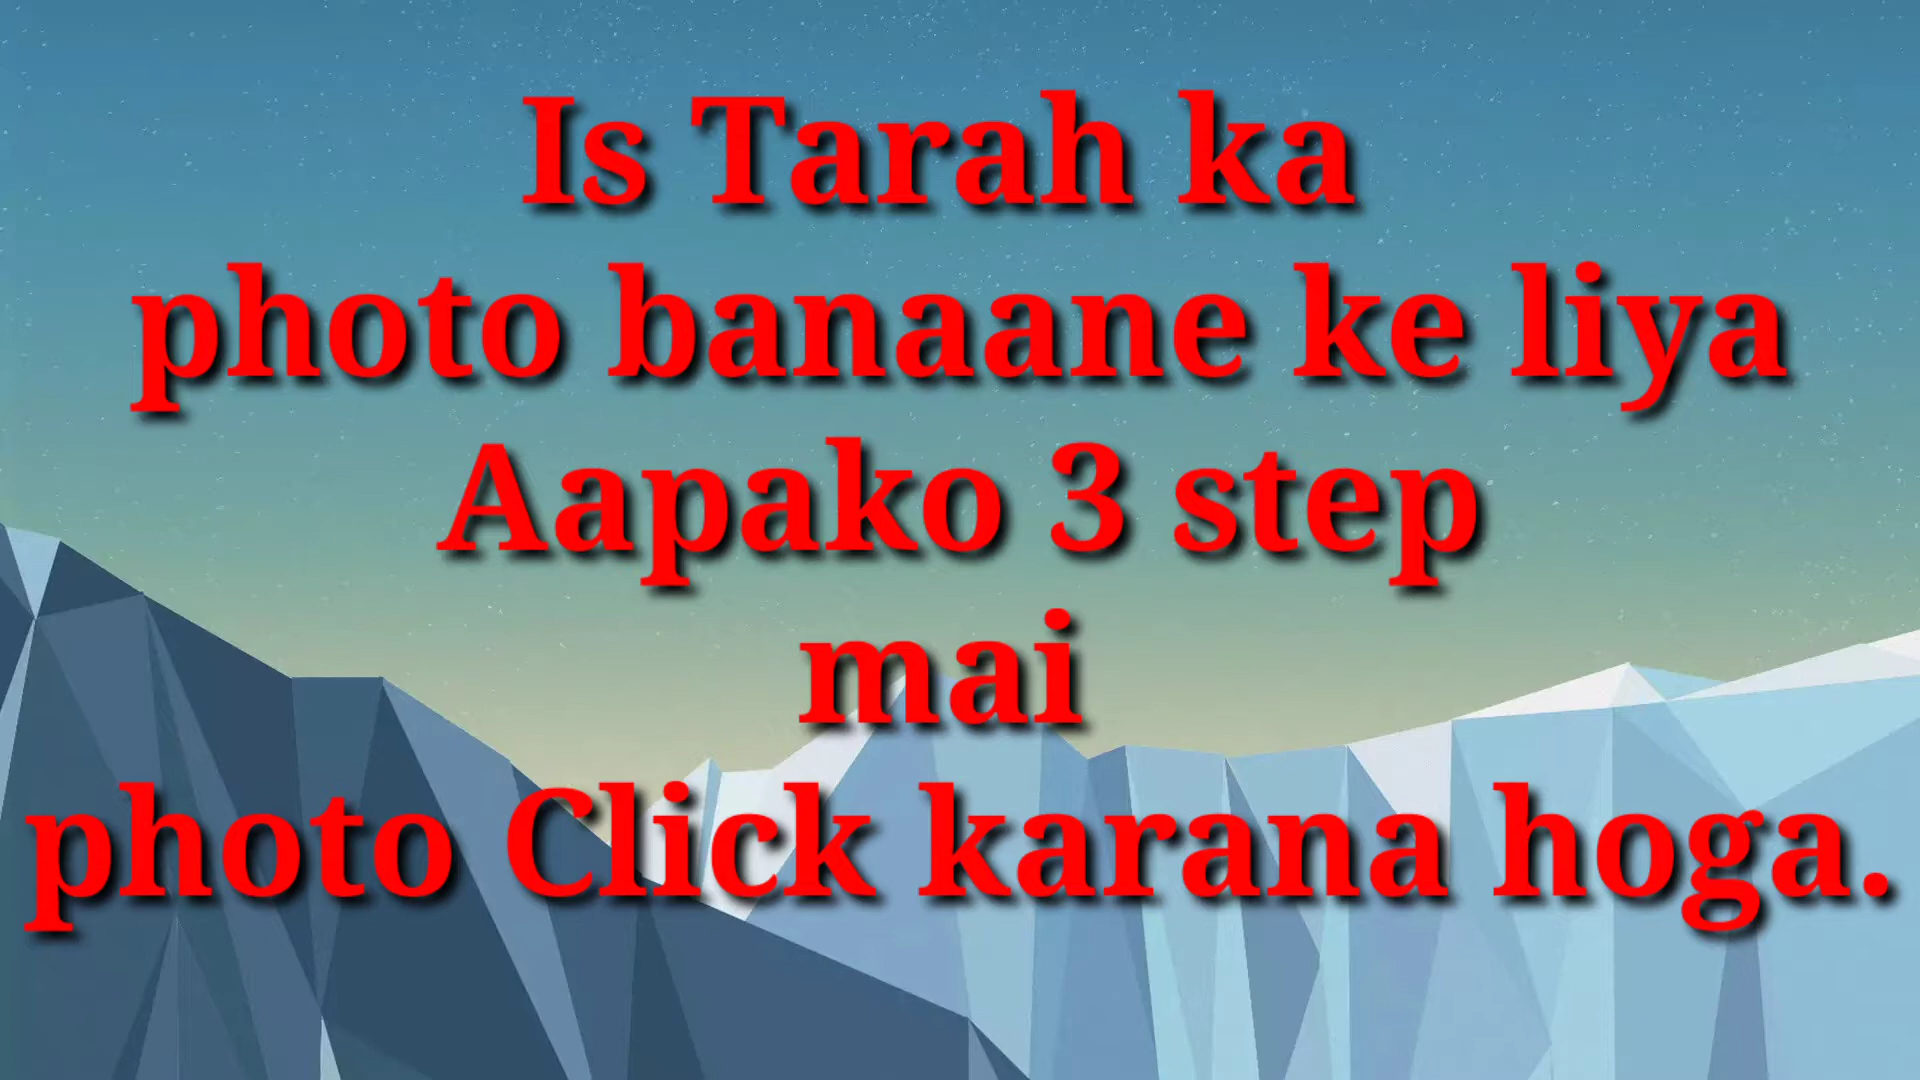 Is Tarah ka
photo banaane ke liya
Aapako 3 step
mai
photo Click karana hoga.